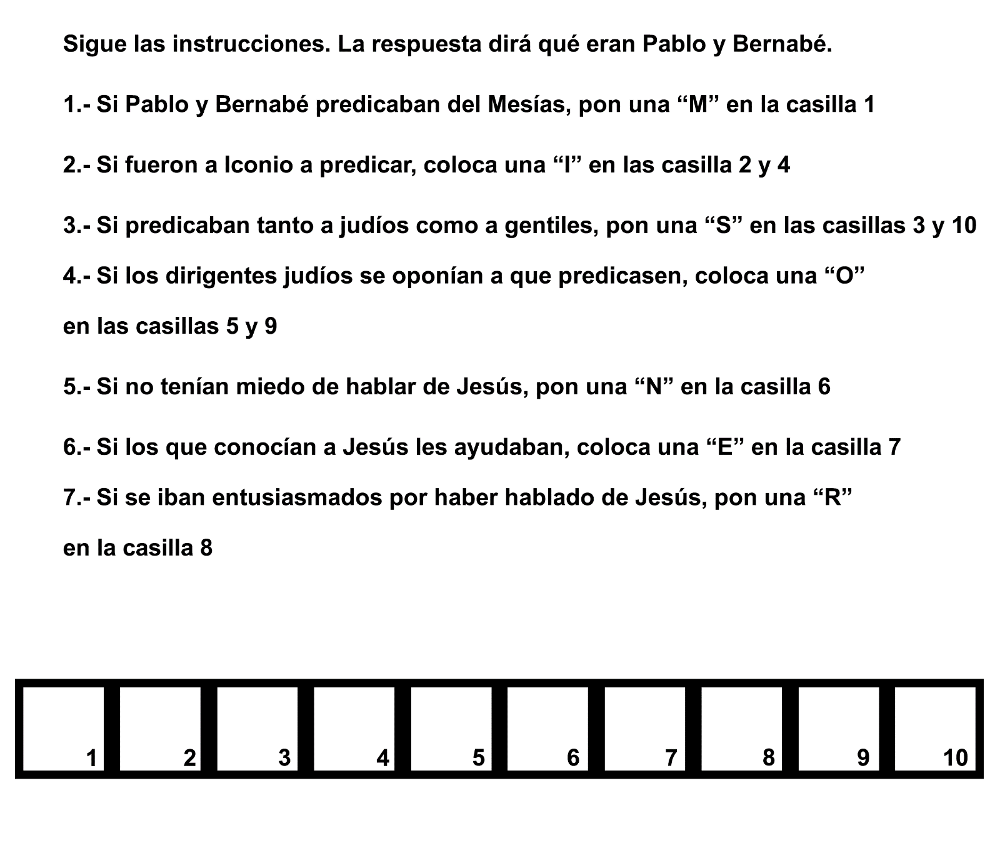 Sigue las instrucciones. La respuesta dirá qué eran Pablo y Bernabé.
1.- Si Pablo y Bernabé predicaban del Mesías, pon una “M” en la casilla 1
2.- Si fueron a Iconio a predicar, coloca una “I” en las casilla 2 y 4
3.- Si predicaban tanto a judíos como a gentiles, pon una “S” en las casillas 3 y 10
4.- Si los dirigentes judíos se oponían a que predicasen, coloca una “O”
en las casillas 5 y 9
5.- Si no tenían miedo de hablar de Jesús, pon una “N” en la casilla 6
6.- Si los que conocían a Jesús les ayudaban, coloca una “E” en la casilla 7
7.- Si se iban entusiasmados por haber hablado de Jesús, pon una “R”
en la casilla 8
1 2 3 4 5 6 7 8 9 10